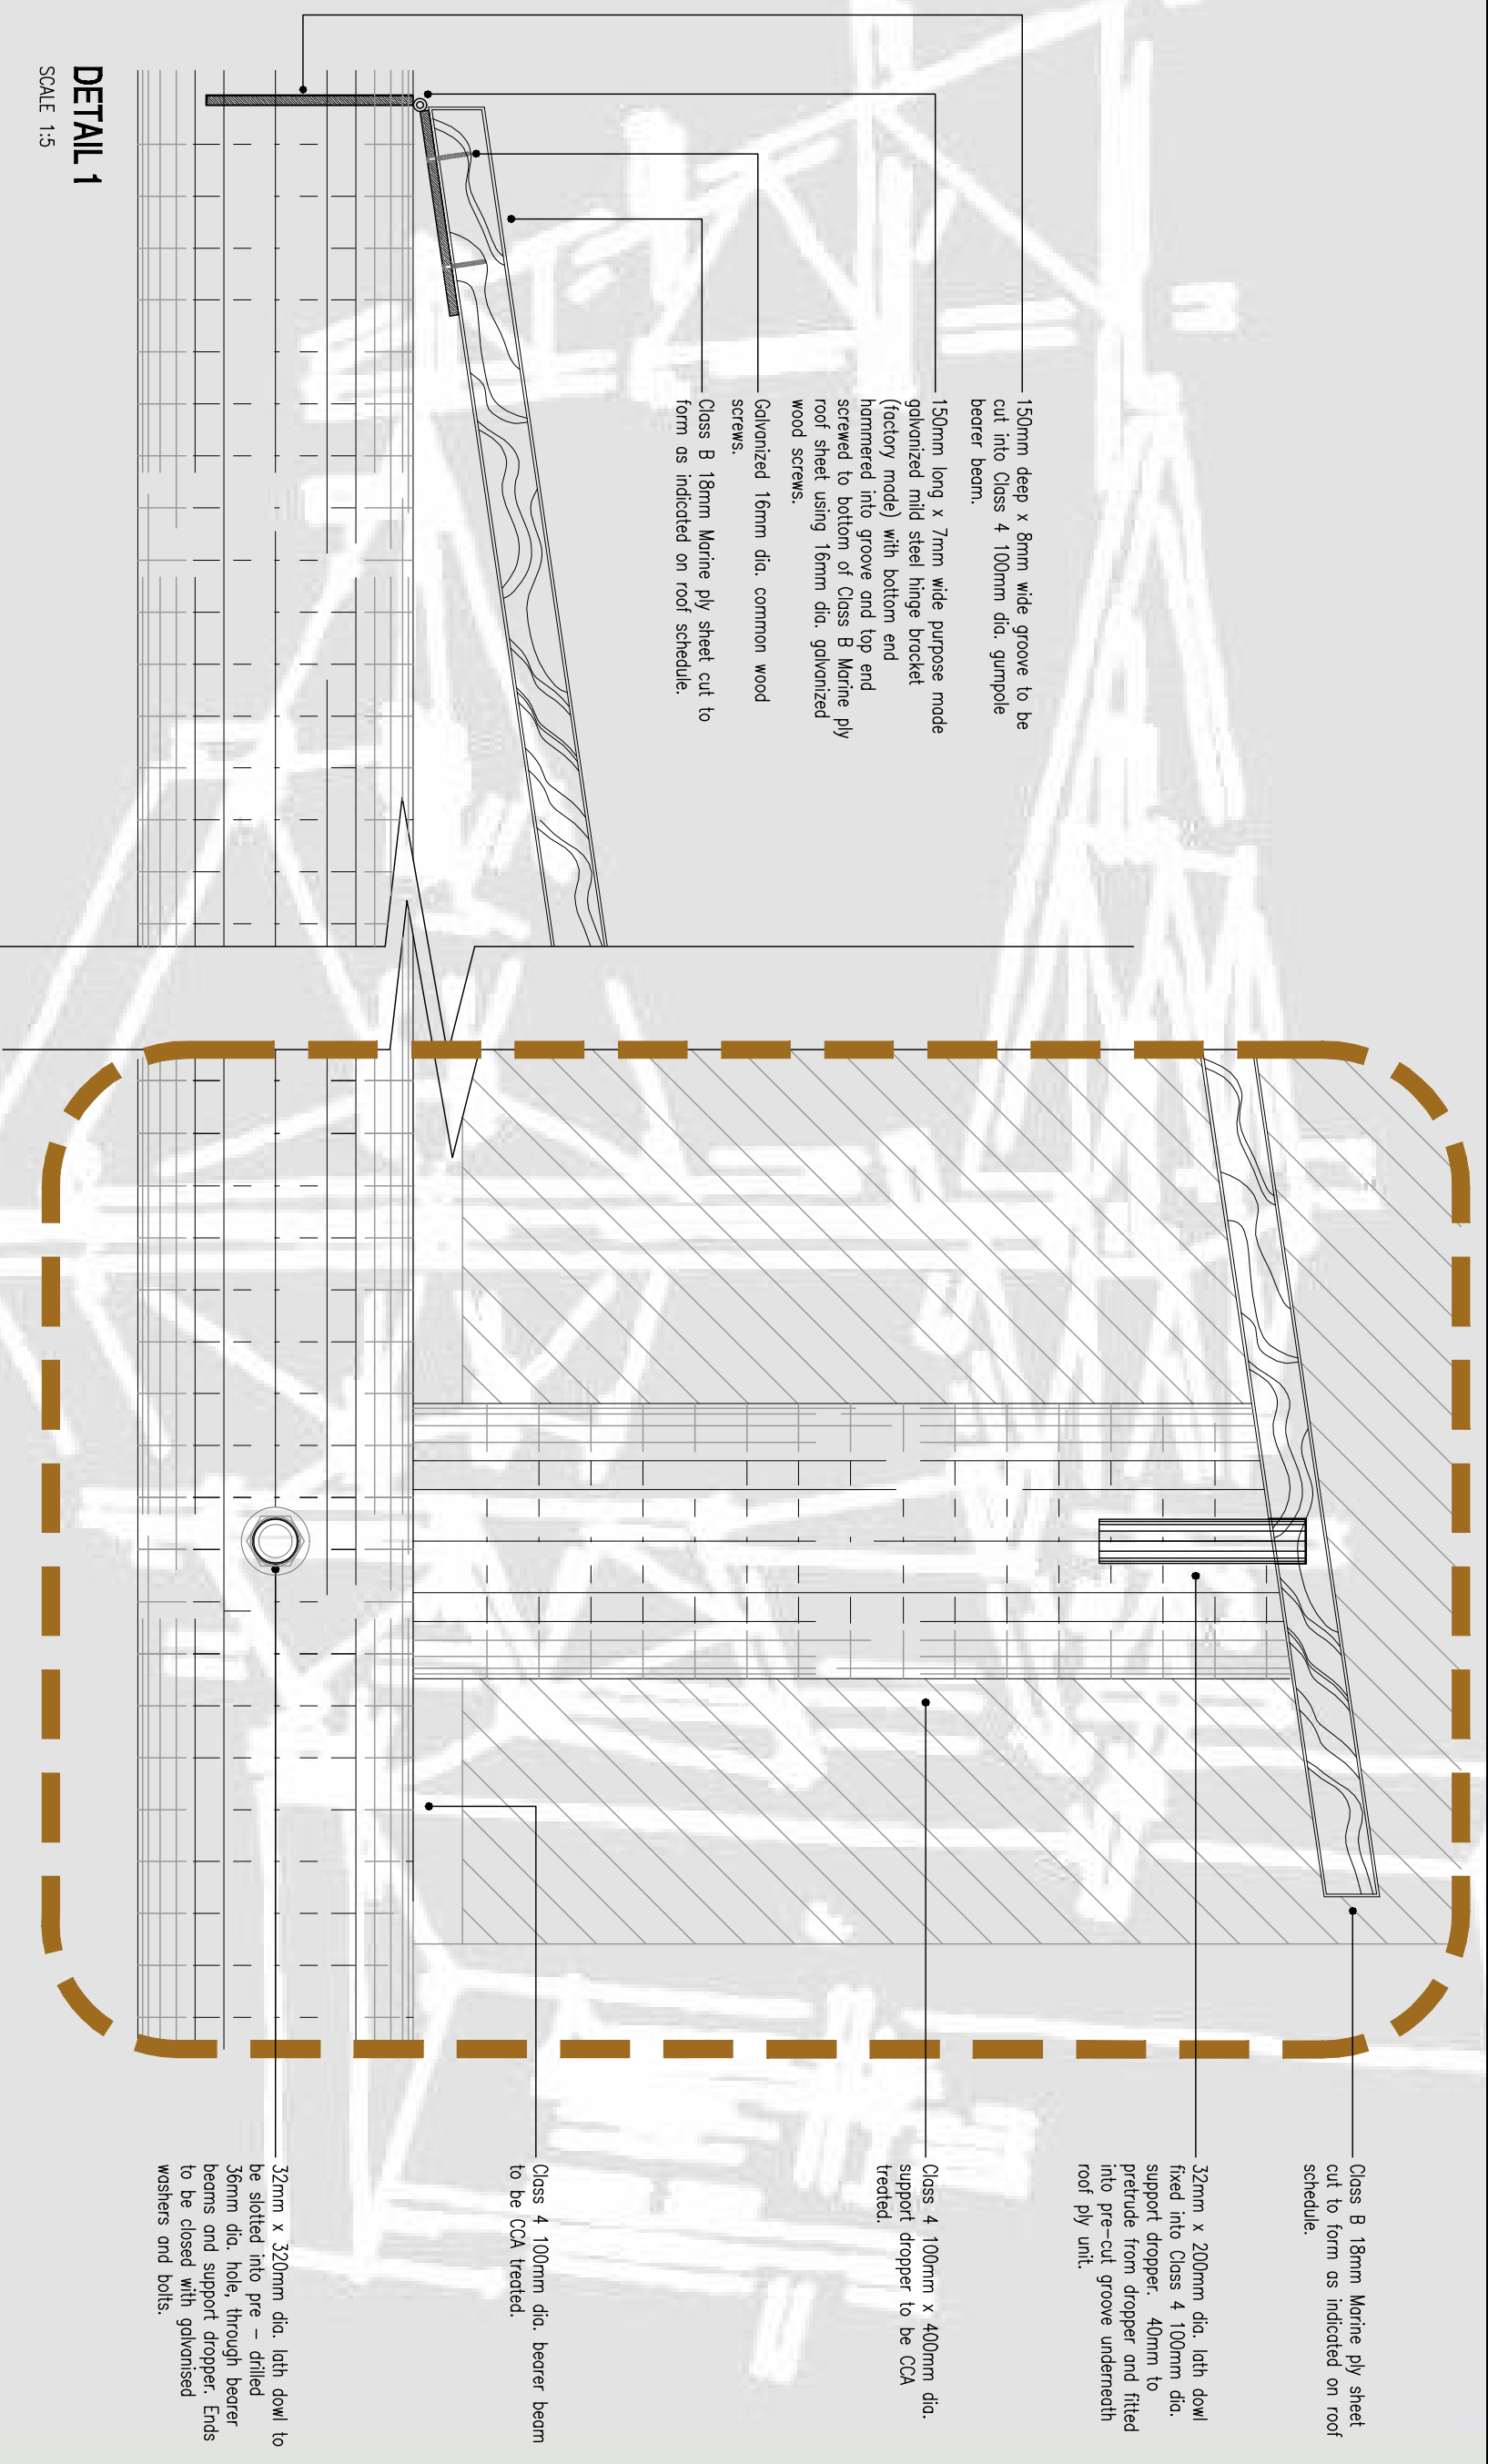 150mm deep x 8mm wide groove to be
cut into Class 4 100mm dia. gumpole
bearer beam.
150mm long x 7mm wide purpose made
galvanized mild steel hinge bracket
(factory made) with bottom end
hammered into groove and top end
screwed to bottom of Class B Marine ply
roof sheet using 16mm dia. galvanized
wood screws.
Galvanized 16mm dia. common wood
screws.
Class B 18mm Marine ply sheet cut to
form as indicated on roof schedule.
Class B 18mm Marine ply sheet
cut to form as indicated on roof
schedule.
32mm x 200mm dia. lath dowl
fixed into Class 4 100mm dia.
support dropper. 40mm to
pretrude from dropper and fitted
into pre-cut groove underneath
roof ply unit.
Class 4 100mm x 400mm dia.
support dropper to be CCA
treated.
Class 4 100mm dia. bearer beam
to be CCA treated.
32mm x 320mm dia. lath dowl to
be slotted into pre - drilled
36mm dia. hole, through bearer
beams and support dropper. Ends
to be closed with galvanised
washers and bolts.
DETAIL 1
SCALE 1:5